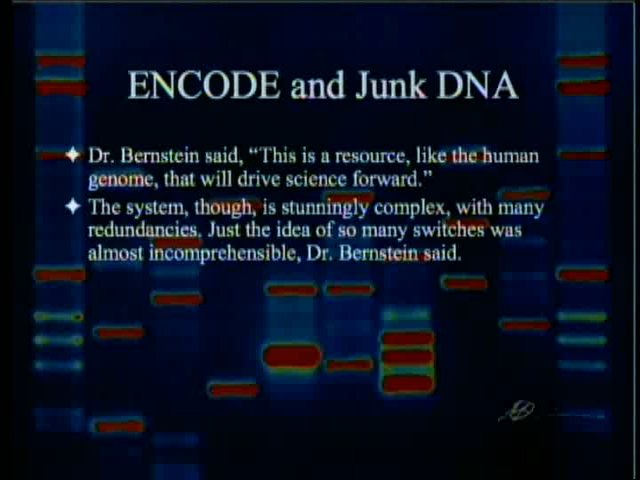 ENCODE and Junk DNA
Dr. Bernstein said, “This is a resource, like the human
genome, that will drive science forward.”
The system, though, is stunningly complex, with many
redundancies. Just the idea of so many switches was
almost incomprehensible, Dr. Bernstein said.